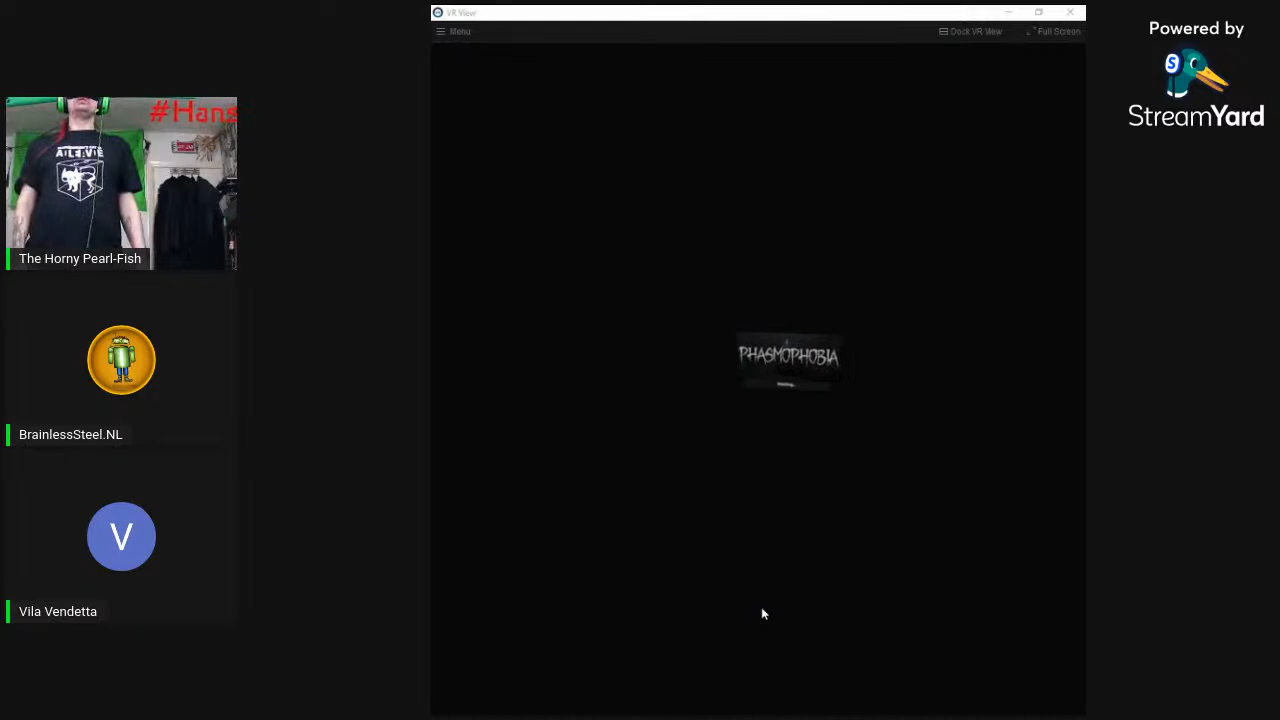 VR View
Menu
Dock VR View
Full Screen
Powered by
S
StreamYard
#Hans
The Horny Pearl-Fish
PHASMOPHOBIA
BrainlessSteel.NL
V
Vila Vendetta